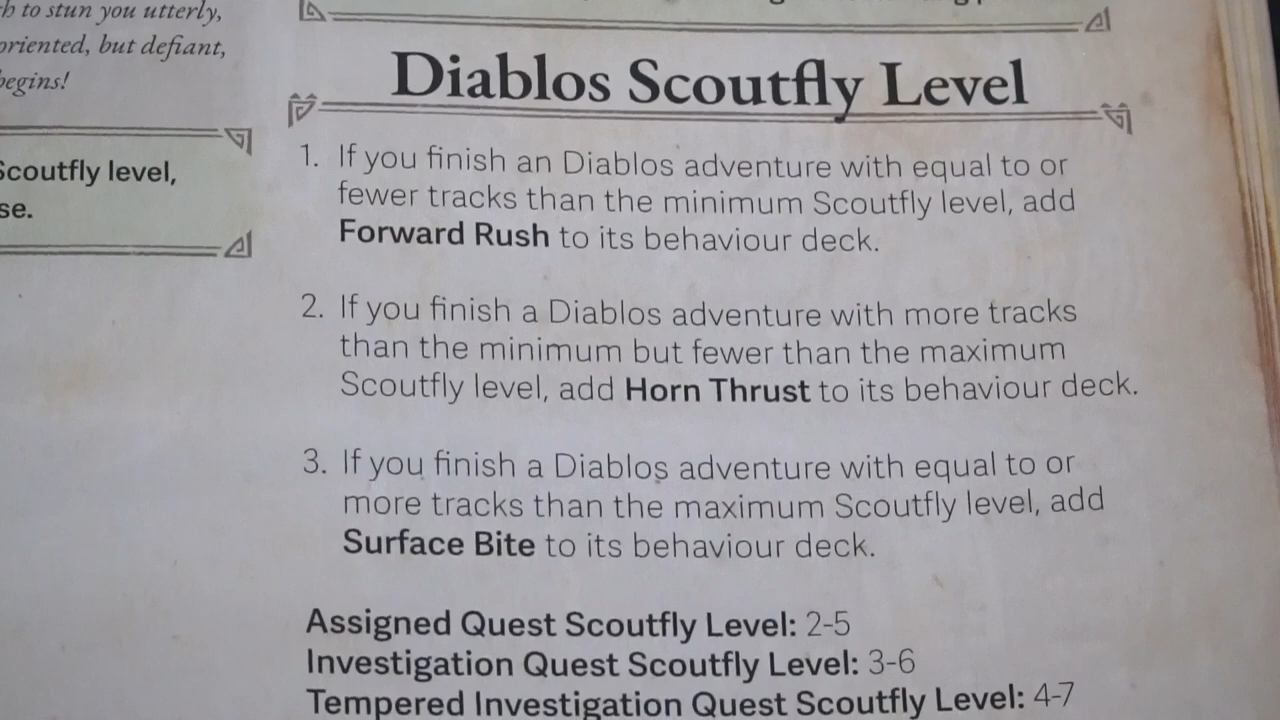 to stun you utterly,
but defiant,
begins!
Scoutfly level,
Diablos Scoutfly Level
1. If you finish an Diablos adventure with equal to or
fewer tracks than the minimum Scoutfly level, add
Forward Rush to its behaviour deck.
2. If you finish a Diablos adventure with more tracks
than the minimum but fewer than the maximum
Scoutfly level, add Horn Thrust to its behaviour deck.
3. If you finish a Diablos adventure with equal to or
more tracks than the maximum Scoutfly level, add
Surface Bite to its behaviour deck.
Assigned Quest Scoutfly Level: 2-5
Investigation Quest Scoutfly Level: 3-6
Tempered Investigation Quest Scoutfly Level: 4-7